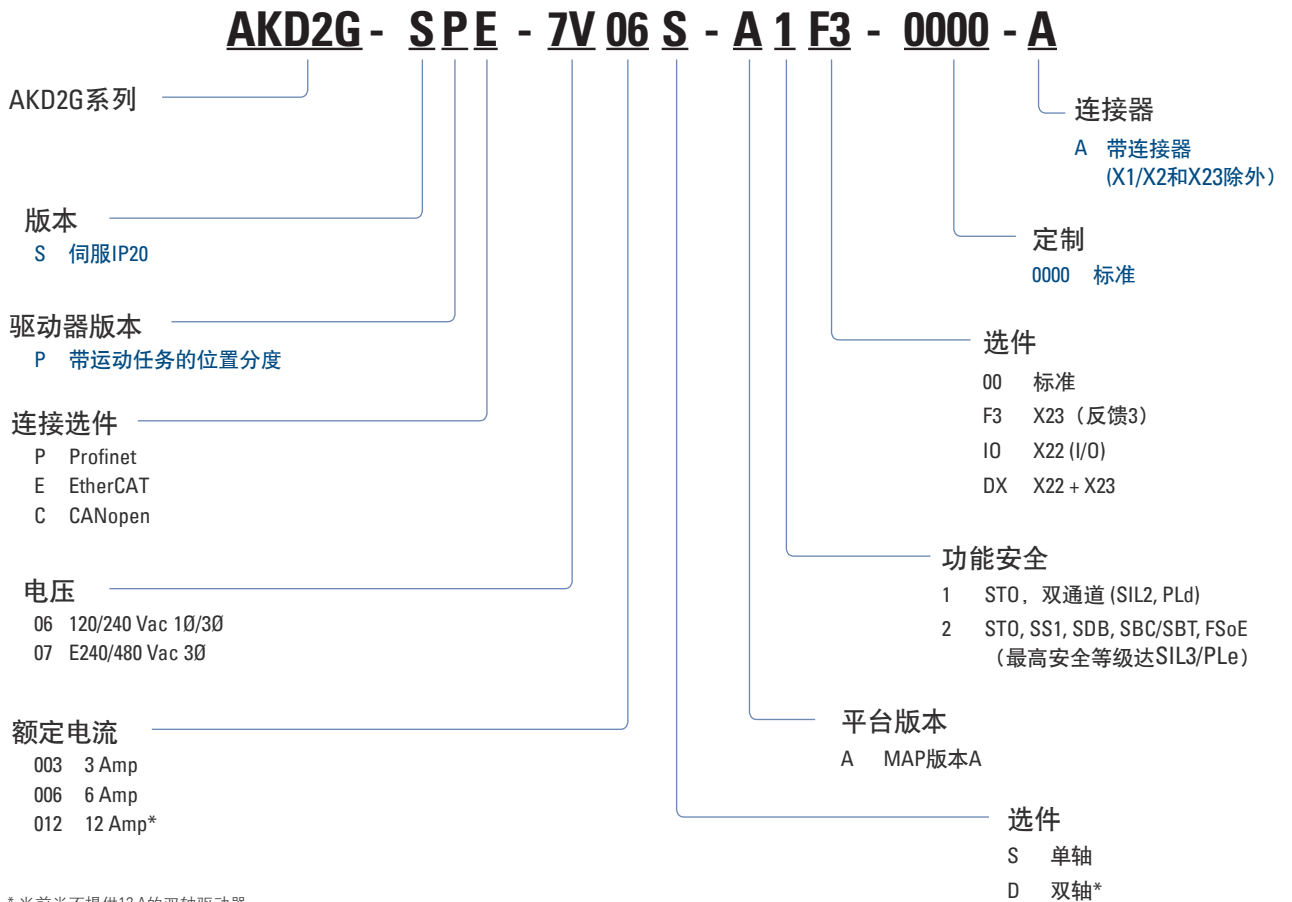 AKD2G - S P E - 7V 06 S - A 1 F3 - 0000 - A
AKD2G系列
版本
S 伺服IP20
驱动器版本
P 带运动任务的位置分度
连接选件
P Profinet
E EtherCAT
C CANopen
电压
06 120/240 Vac 1Ø/3Ø
07 E240/480 Vac 3Ø
额定电流
003 3 Amp
006 6 Amp
012 12 Amp*
连接器
A 带连接器
(X1/X2和X23除外）
定制
0000 标准
选件
00 标准
F3 X23（反馈3）
IO X22 (I/O)
DX X22 + X23
功能安全
1 STO，双通道 (SIL2, PLd)
2 STO, SS1, SDB, SBC/SBT, FSoE
（最高安全等级达SIL3/PLe）
平台版本
A MAP版本A
选件
S 单轴
D 双轴*